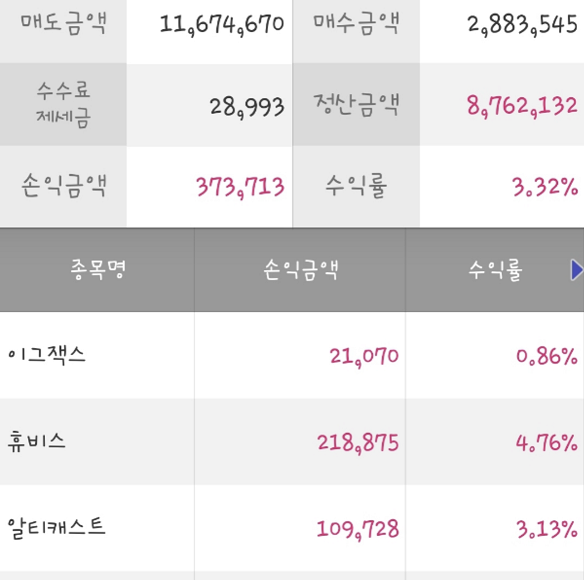 매도금액 11,674,670 매수금액 2,883,545
수수료
제세금 28,993 정산금액 8,762,132
손익금액 373,713 수익률 3.32%
종목명 손익금액 수익률
이그잭스 21,070 0.86%
휴비스 218,875 4.76%
알티캐스트 109,728 3.13%